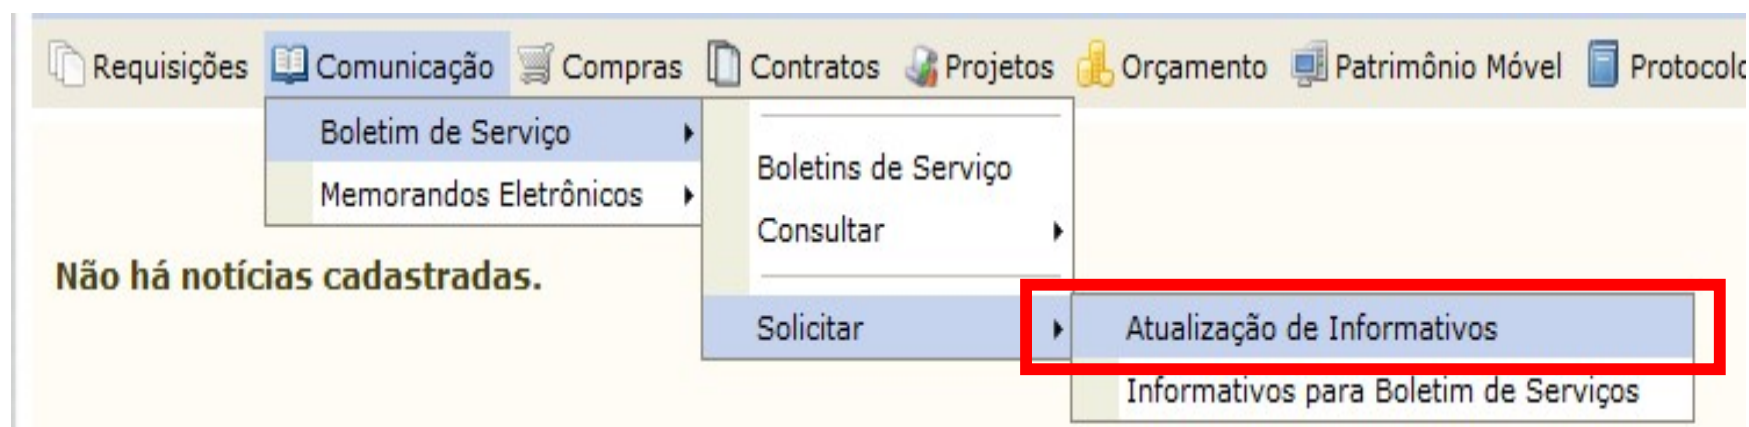 Requisições Comunicação Compras Contratos Projetos Orçamento Patrimônio Móvel Protocolo
Boletim de Serviço
Memorandos Eletrônicos
Boletins de Serviço
Consultar
Solicitar
Atualização de Informativos
Informativos para Boletim de Serviços
Não há notícias cadastradas.